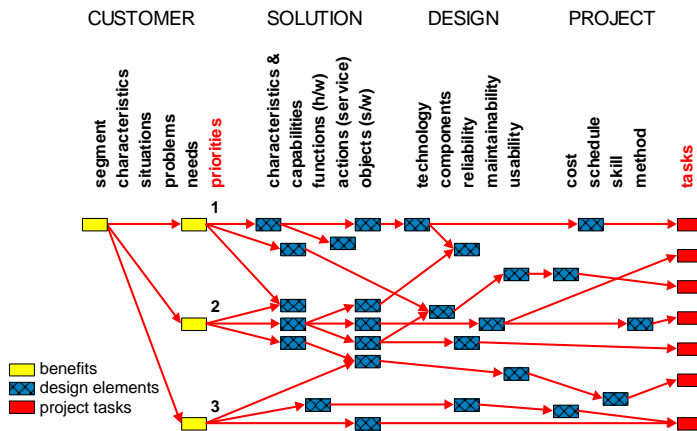 CUSTOMER SOLUTION DESIGN PROJECT
segment
characteristics
situations
problems
needs
priorities
characteristics &
capabilities
functions (h/w)
actions (service)
objects (s/w)
technology
components
reliability
maintainability
usability
cost
schedule
skill
method
tasks
1
2
3
benefits
design elements
project tasks